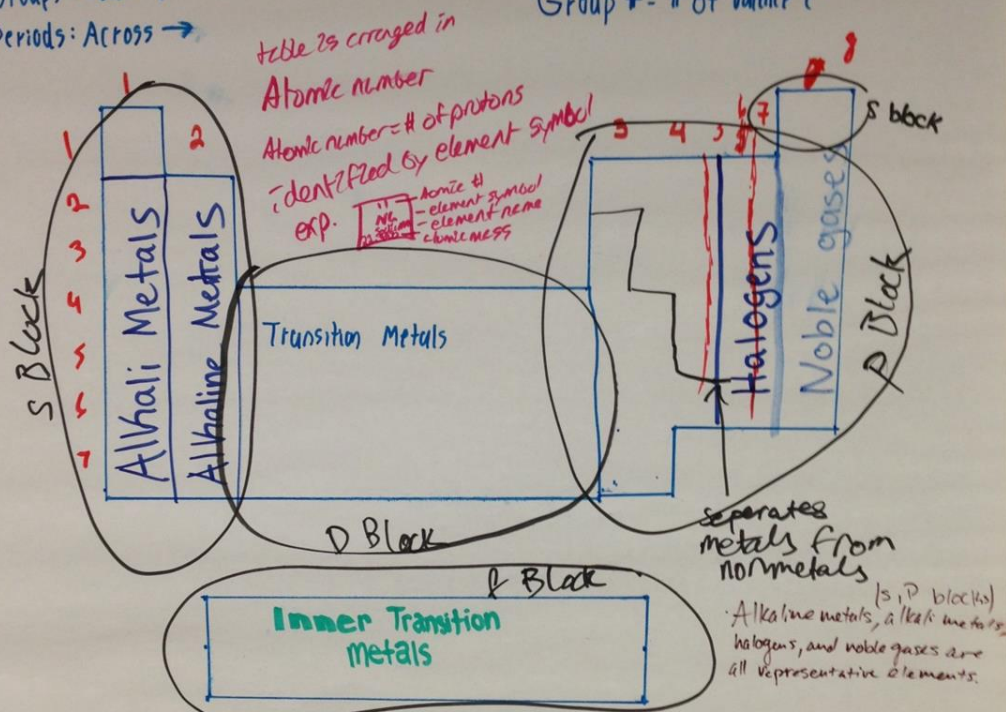 Periods: Across →
table is arranged in
Atomic number
Atomic number = # of protons
identified by element symbol
exp.
11
Na
Atomic #
element symbol
element name
atomic mass
1
2
3
4
5
6
7
8
S block
1
2
3
4
5
6
7
S Block
Alkali Metals
Alkaline Metals
Transition Metals
Halogens
Noble gases
P Block
D Block
seperates
metals from
nonmetals
f Block
Inner Transition
metals
(s, P blocks)
· Alkaline metals, alkali metals,
halogens, and noble gases are
all representative elements.